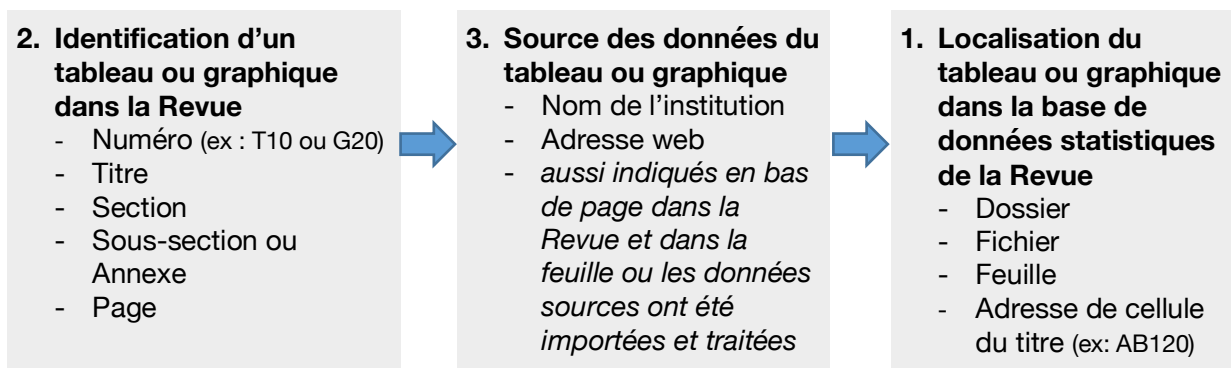 2. Identification d’un
tableau ou graphique
dans la Revue
- Numéro (ex : T10 ou G20)
- Titre
- Section
- Sous-section ou
Annexe
- Page
3. Source des données du
tableau ou graphique
- Nom de l’institution
- Adresse web
- aussi indiqués en bas
de page dans la
Revue et dans la
feuille ou les données
sources ont été
importées et traitées
1. Localisation du
tableau ou graphique
dans la base de
données statistiques
de la Revue
- Dossier
- Fichier
- Feuille
- Adresse de cellule
du titre (ex: AB120)